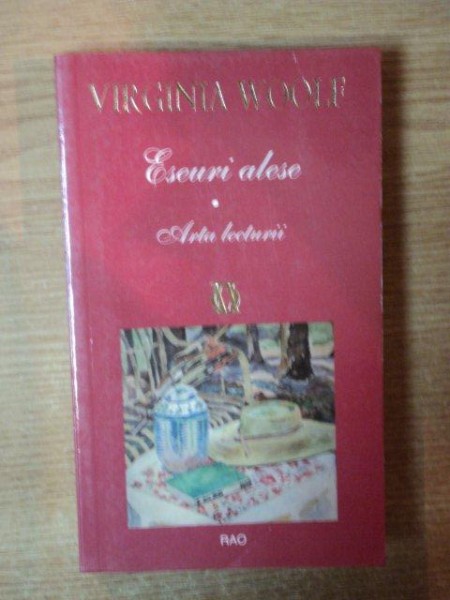 VIRGINIA WOOLF
Eseuri alese
•
Arta lecturii
RAO